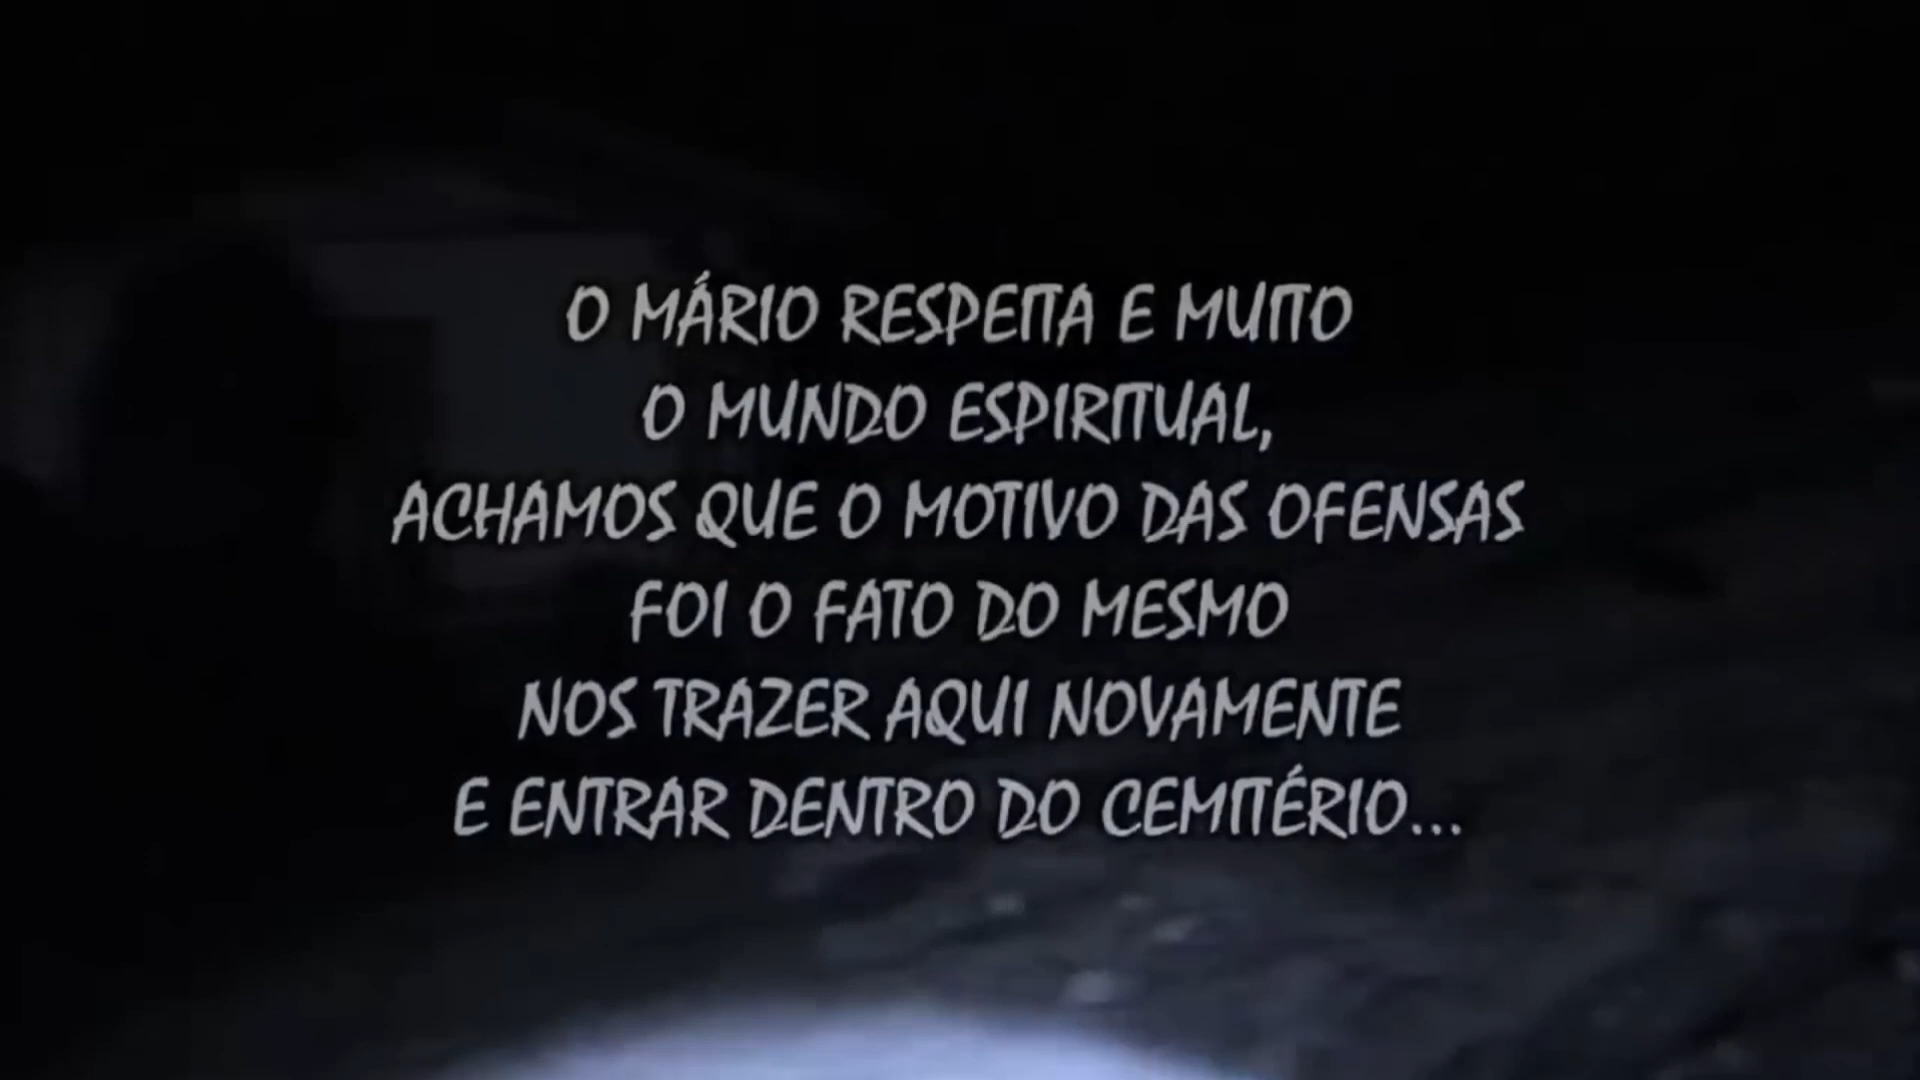 O MÁRIO RESPEITA E MUITO
O MUNDO ESPIRITUAL,
ACHAMOS QUE O MOTIVO DAS OFENSAS
FOI O FATO DO MESMO
NOS TRAZER AQUI NOVAMENTE
E ENTRAR DENTRO DO CEMITÉRIO...